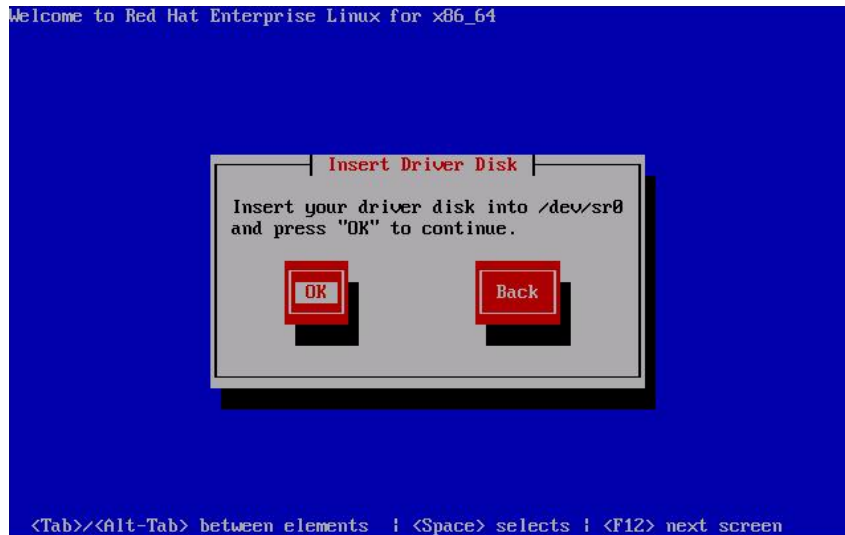 Welcome to Red Hat Enterprise Linux for x86_64
Insert Driver Disk
Insert your driver disk into /dev/sr0
and press "OK" to continue.
OK Back
<Tab>/<Alt-Tab> between elements | <Space> selects | <F12> next screen